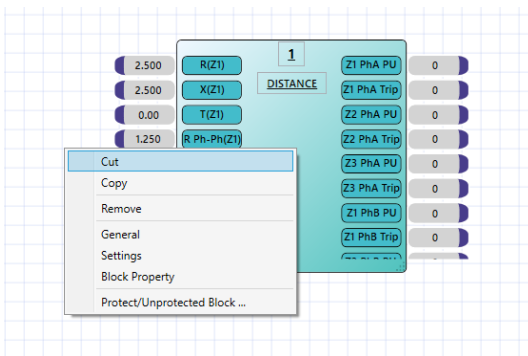 1
DISTANCE
2.500 R(Z1)
2.500 X(Z1)
0.00 T(Z1)
1.250 R Ph-Ph(Z1)
Z1 PhA PU 0
Z1 PhA Trip 0
Z2 PhA PU 0
Z2 PhA Trip 0
Z3 PhA PU 0
Z3 PhA Trip 0
Z1 PhB PU 0
Z1 PhB Trip 0
Cut
Copy
Remove
General
Settings
Block Property
Protect/Unprotected Block ...